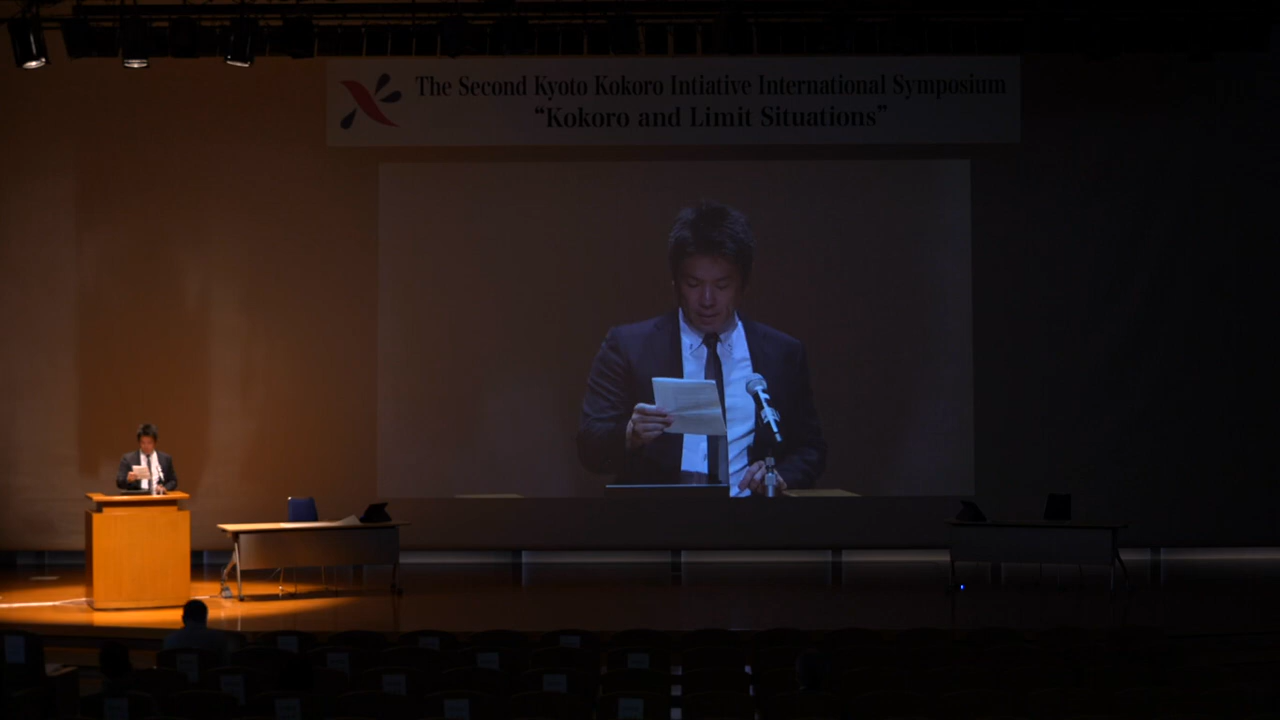 The Second Kyoto Kokoro Intiative International Symposium
“Kokoro and Limit Situations”